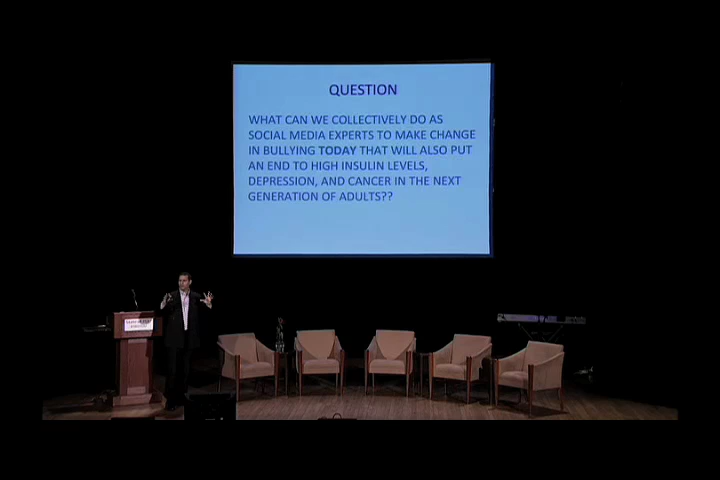 QUESTION
WHAT CAN WE COLLECTIVELY DO AS
SOCIAL MEDIA EXPERTS TO MAKE CHANGE
IN BULLYING TODAY THAT WILL ALSO PUT
AN END TO HIGH INSULIN LEVELS,
DEPRESSION, AND CANCER IN THE NEXT
GENERATION OF ADULTS??